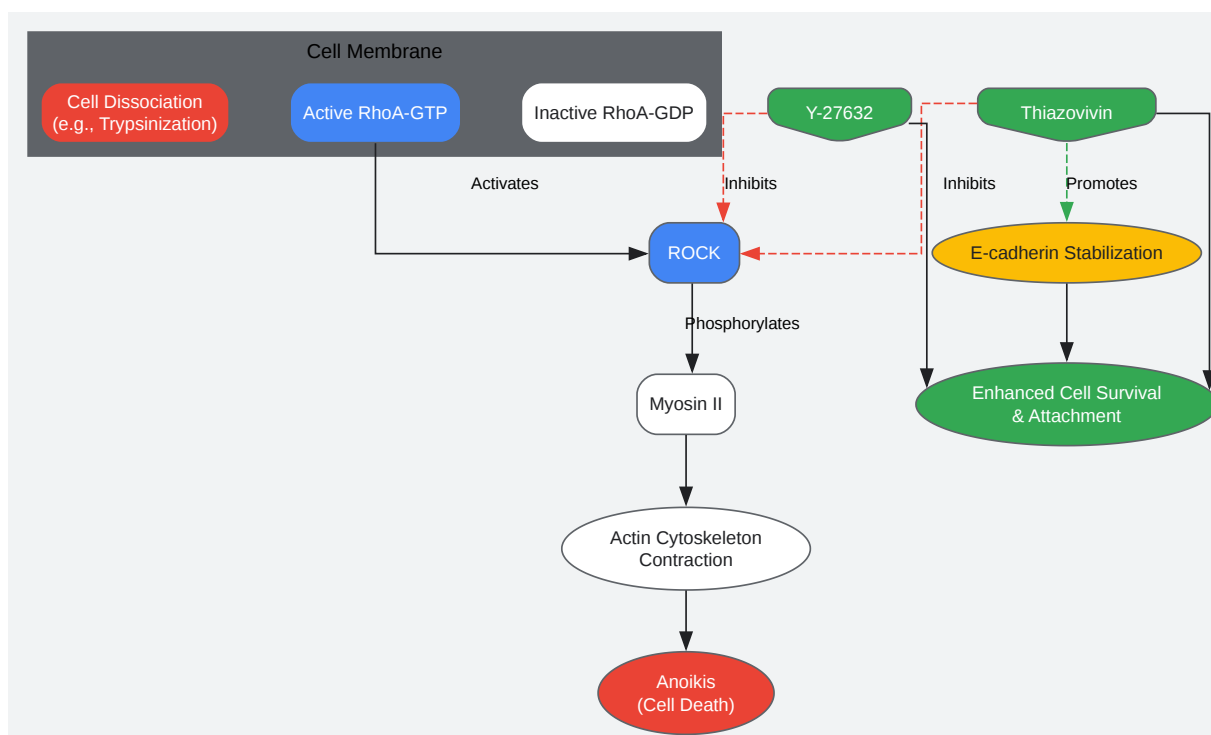 Cell Membrane
Cell Dissociation
(e.g., Trypsinization)
Active RhoA-GTP
Inactive RhoA-GDP
Y-27632
Thiazovivin
Activates
Inhibits
Inhibits
Promotes
ROCK
E-cadherin Stabilization
Phosphorylates
Myosin II
Enhanced Cell Survival
& Attachment
Actin Cytoskeleton
Contraction
Anoikis
(Cell Death)